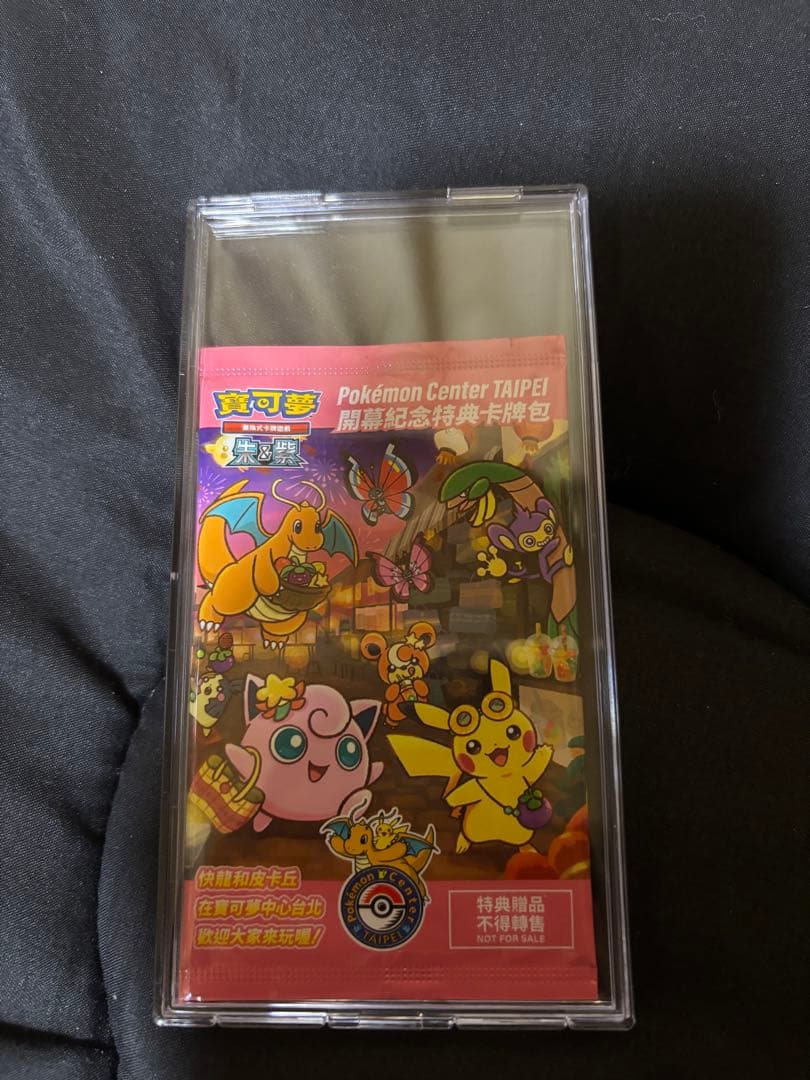 寶可夢
集換式卡牌遊戲
朱&紫
Pokémon Center TAIPEI
開幕紀念特典卡牌包
快龍和皮卡丘
在寶可夢中心台北
歡迎大家來玩喔!
Pokémon Center
TAIPEI
特典贈品
不得轉售
NOT FOR SALE